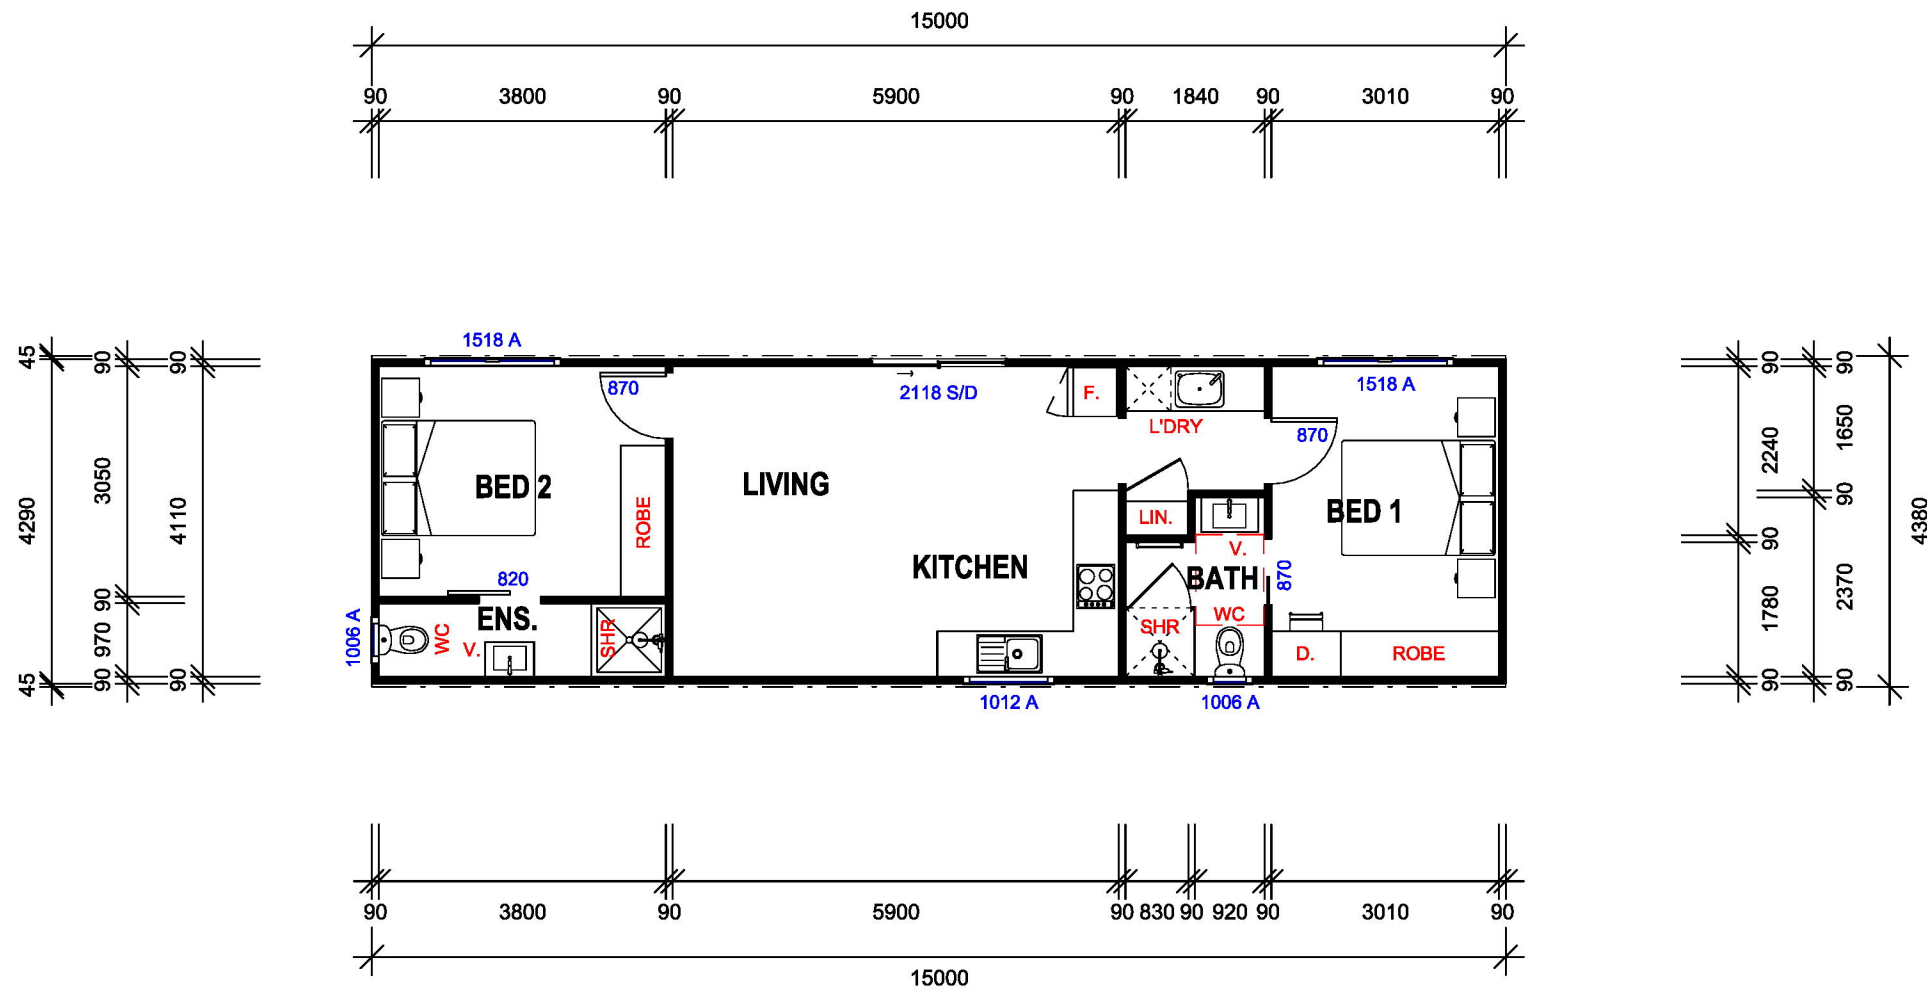 15000
90 3800 90 5900 90 1840 90 3010 90
1518 A
45 90 90
870
2118 S/D
F.
1518 A
90 90
L'DRY
870
1650
2240
3050
4290
4110
BED 2
LIVING
ROBE
LIN.
BED 1
90
4380
V.
90
KITCHEN
820
BATH
870
2370
90
ENS.
1780
1006 A
970
WC
V.
SHR
WC
SHR
D.
ROBE
45 90 90
90 90
1012 A
1006 A
90 3800 90 5900 90 830 90 920 90 3010 90
15000